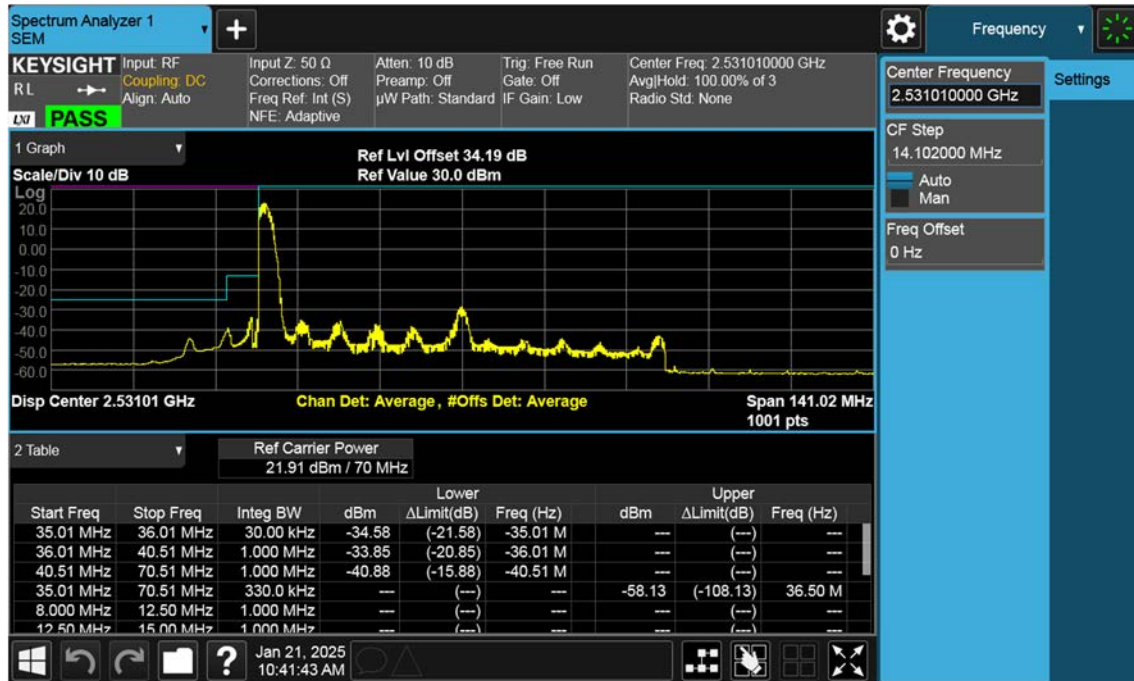 Spectrum Analyzer 1
SEM
+
Frequency
KEYSIGHT
RL
LXI
PASS
Input: RF
Coupling: DC
Align: Auto
Input Z: 50 Ω
Corrections: Off
Freq Ref: Int (S)
NFE: Adaptive
Atten: 10 dB
Preamp: Off
µW Path: Standard
Trig: Free Run
Gate: Off
IF Gain: Low
Center Freq: 2.531010000 GHz
Avg|Hold: 100.00% of 3
Radio Std: None
Center Frequency
2.531010000 GHz
Settings
CF Step
14.102000 MHz
Auto
Man
Freq Offset
0 Hz
1 Graph
Scale/Div 10 dB
Ref Lvl Offset 34.19 dB
Ref Value 30.0 dBm
Log
20.0
10.0
0.00
-10.0
-20.0
-30.0
-40.0
-50.0
-60.0
Disp Center 2.53101 GHz
Chan Det: Average, #Offs Det: Average
Span 141.02 MHz
1001 pts
2 Table
Ref Carrier Power
21.91 dBm / 70 MHz
Lower Upper
Start Freq Stop Freq Integ BW dBm ΔLimit(dB) Freq (Hz) dBm ΔLimit(dB) Freq (Hz)
35.01 MHz 36.01 MHz 30.00 kHz -34.58 (-21.58) -35.01 M --- (---) ---
36.01 MHz 40.51 MHz 1.000 MHz -33.85 (-20.85) -36.01 M --- (---) ---
40.51 MHz 70.51 MHz 1.000 MHz -40.88 (-15.88) -40.51 M --- (---) ---
35.01 MHz 70.51 MHz 330.0 kHz --- (---) --- -58.13 (-108.13) 36.50 M
8.000 MHz 12.50 MHz 1.000 MHz --- (---) --- --- (---) ---
12.50 MHz 15.00 MHz 1.000 MHz --- (---) --- --- (---) ---
?
Jan 21, 2025
10:41:43 AM